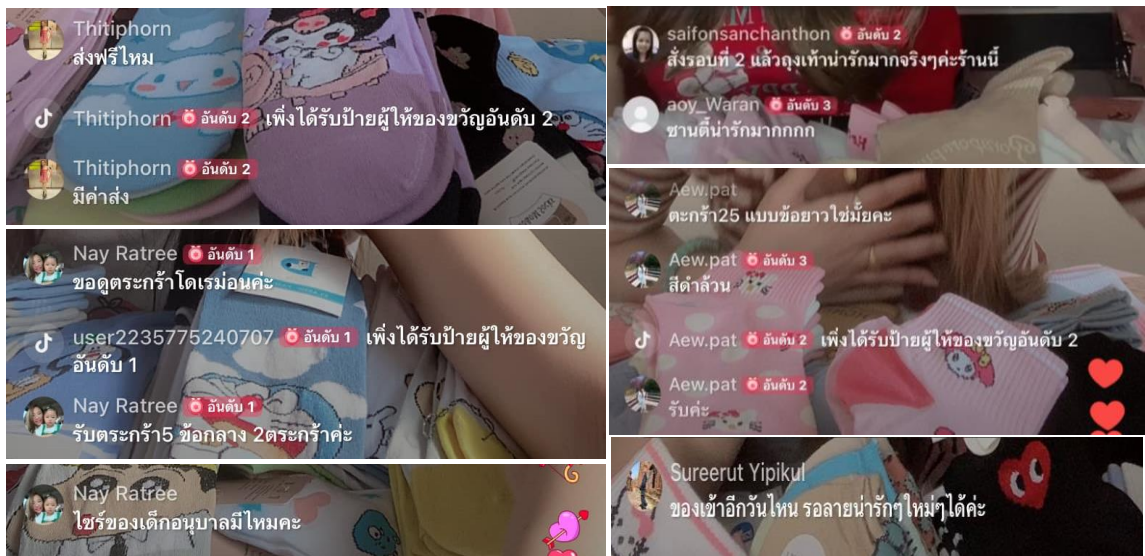 Thitiphorn
ส่งฟรีไหม
Thitiphorn อันดับ 2 เพิ่งได้รับป้ายผู้ให้ของขวัญอันดับ 2
Thitiphorn อันดับ 2
มีค่าส่ง
Nay Ratree อันดับ 1
ขอดูตระกร้าโดเรม่อนค่ะ
user2235775240707 อันดับ 1 เพิ่งได้รับป้ายผู้ให้ของขวัญ
อันดับ 1
Nay Ratree อันดับ 1
รับตระกร้า5 ข้อกลาง 2ตระกร้าค่ะ
Nay Ratree
ไซร์ของเด็กอนุบาลมีไหมคะ
saifonsanchanthon อันดับ 2
สั่งรอบที่ 2 แล้วถุงเท้าน่ารักมากจริงๆค่ะร้านนี้
aoy_Waran อันดับ 3
ซานตี้น่ารักมากกกก
Aew.pat
ตะกร้า25 แบบข้อยาวใช่มั้ยคะ
Aew.pat อันดับ 3
สีดำล้วน
Aew.pat อันดับ 2 เพิ่งได้รับป้ายผู้ให้ของขวัญอันดับ 2
Aew.pat อันดับ 2
รับค่ะ
Sureerut Yipikul
ของเข้าอีกวันไหน รอลายน่ารักๆใหม่ๆได้ค่ะ